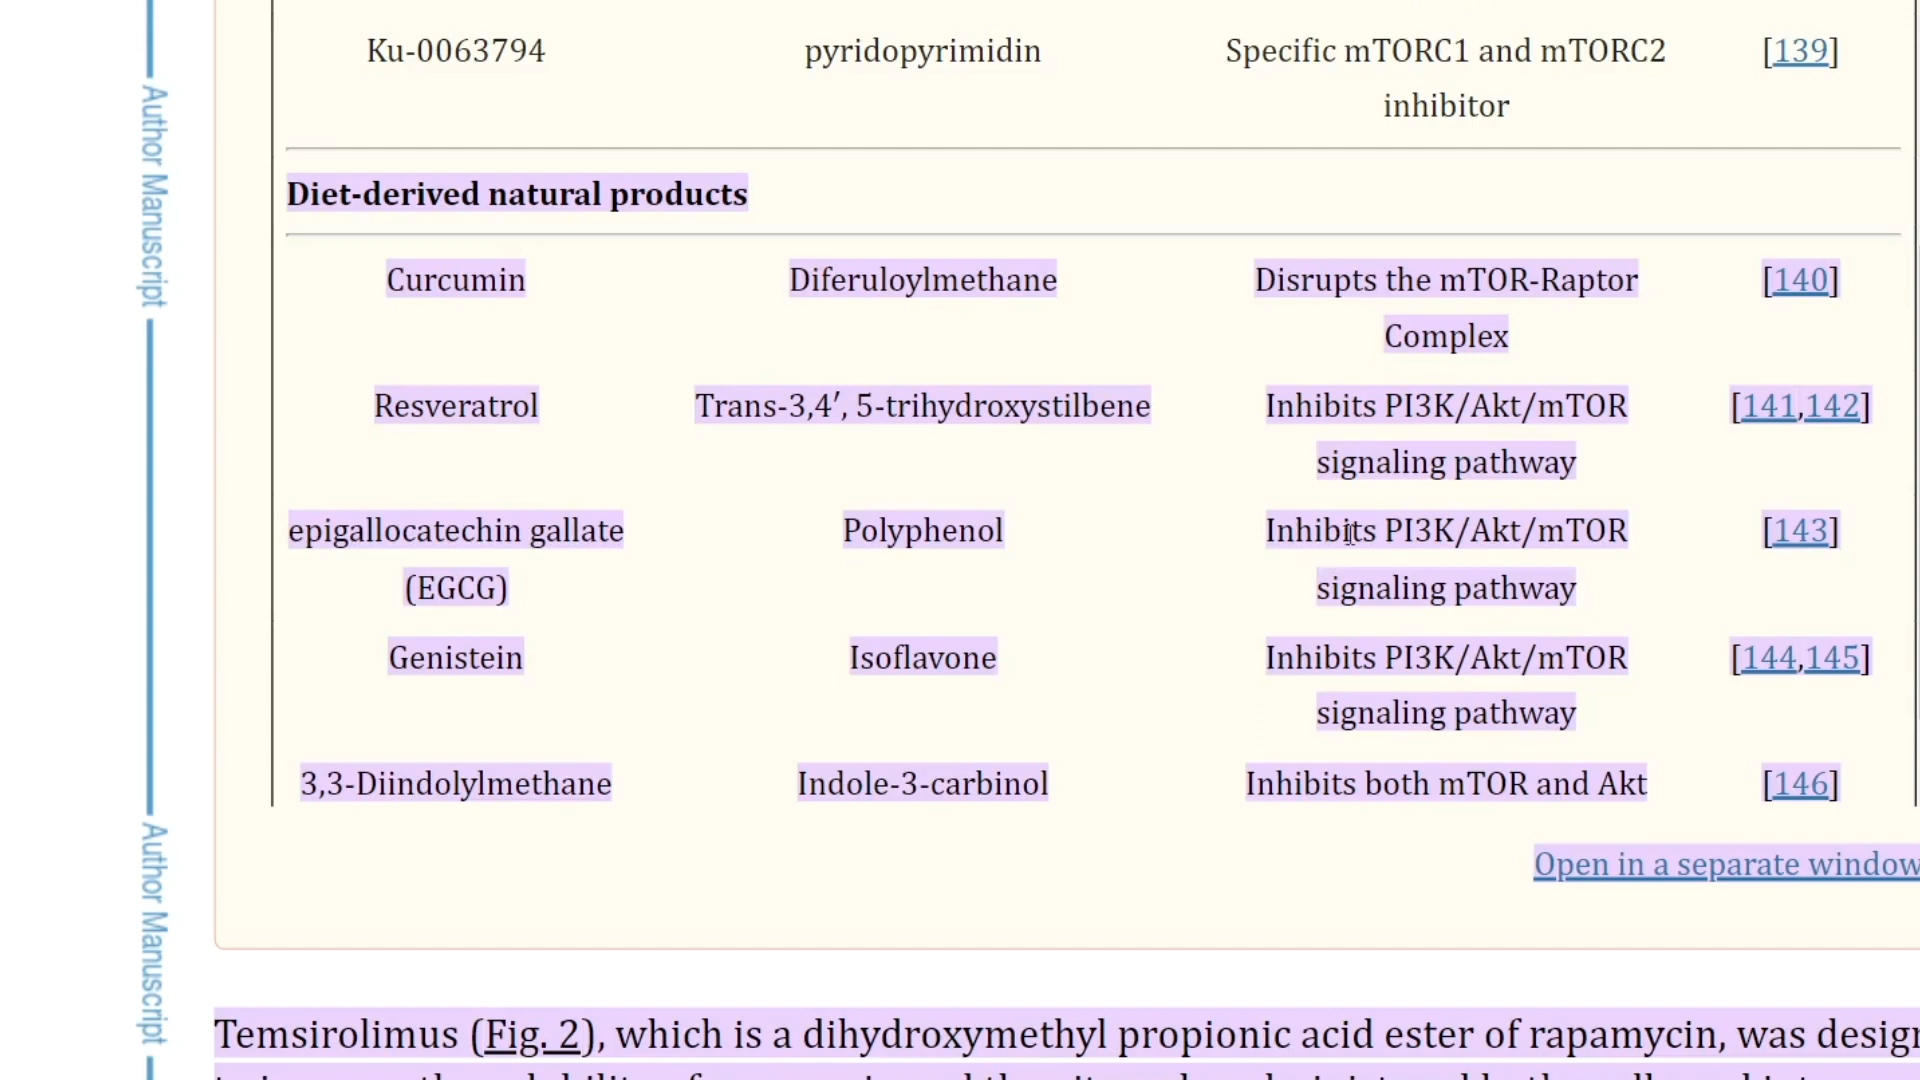 Ku-0063794 pyridopyrimidin Specific mTORC1 and mTORC2 [139]
inhibitor
Diet-derived natural products
Curcumin Diferuloylmethane Disrupts the mTOR-Raptor [140]
Complex
Resveratrol Trans-3,4′, 5-trihydroxystilbene Inhibits PI3K/Akt/mTOR [141,142]
signaling pathway
epigallocatechin gallate Polyphenol Inhibits PI3K/Akt/mTOR [143]
(EGCG) signaling pathway
Genistein Isoflavone Inhibits PI3K/Akt/mTOR [144,145]
signaling pathway
3,3-Diindolylmethane Indole-3-carbinol Inhibits both mTOR and Akt [146]
Open in a separate window
Temsirolimus (Fig. 2), which is a dihydroxymethyl propionic acid ester of rapamycin, was design
Author Manuscript
Author Manuscript